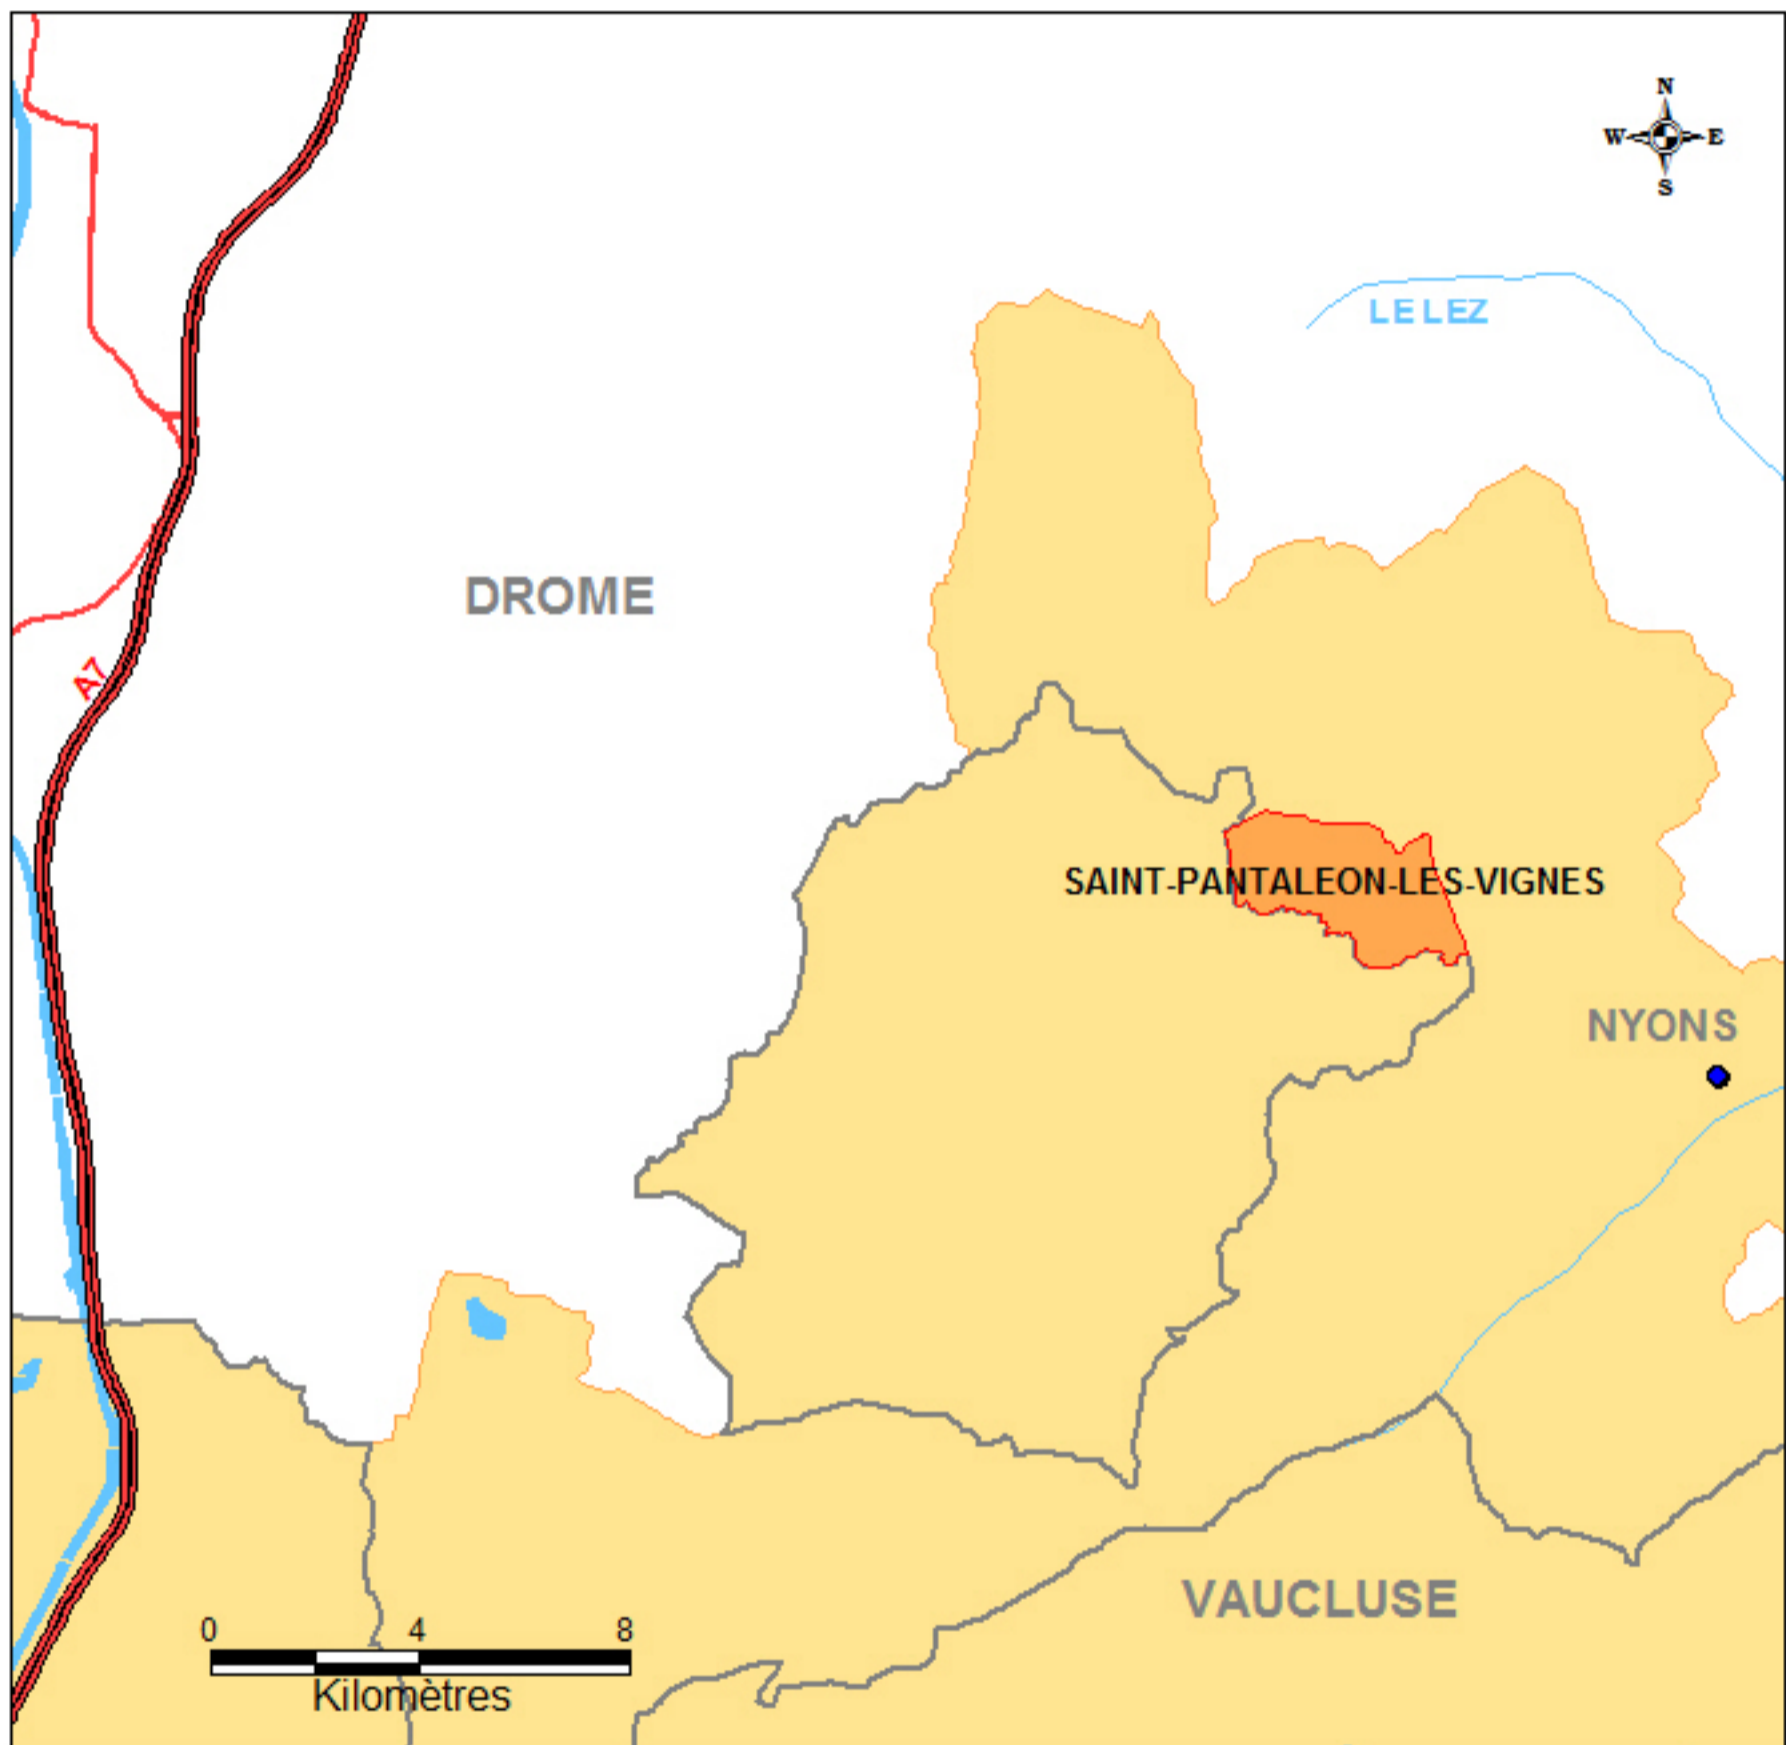 N
W E
S
LE LEZ
DROME
A7
SAINT-PANTALEON-LES-VIGNES
NYONS
VAUCLUSE
0 4 8
Kilomètres